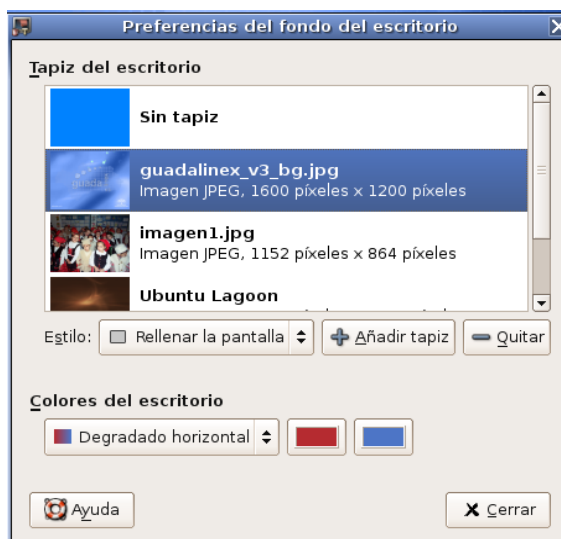 Preferencias del fondo del escritorio
Tapiz del escritorio
Sin tapiz
guadalinex_v3_bg.jpg
Imagen JPEG, 1600 píxeles x 1200 píxeles
imagen1.jpg
Imagen JPEG, 1152 píxeles x 864 píxeles
Ubuntu Lagoon
Estilo: Rellenar la pantalla Añadir tapiz Quitar
Colores del escritorio
Degradado horizontal
Ayuda Cerrar